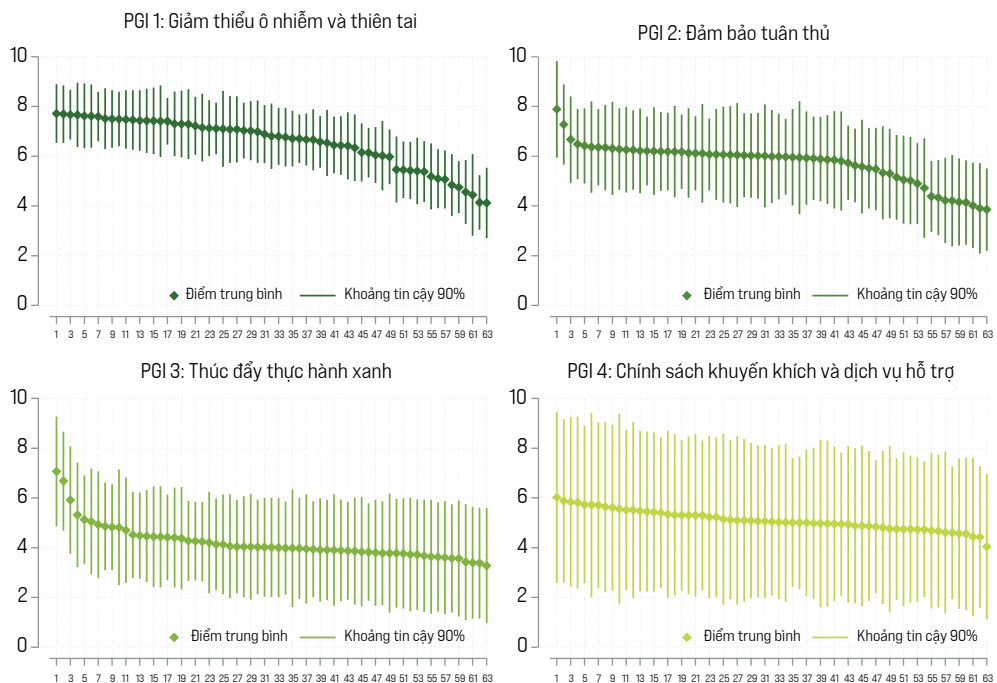 PGI 1: Giảm thiểu ô nhiễm và thiên tai
10
8
6
4
2
0
Điểm trung bình Khoảng tin cậy 90%
1 3 5 7 9 11 13 15 17 19 21 23 25 27 29 31 33 35 37 39 41 43 45 47 49 51 53 55 57 59 61 63
PGI 2: Đảm bảo tuân thủ
10
8
6
4
2
0
Điểm trung bình Khoảng tin cậy 90%
1 3 5 7 9 11 13 15 17 19 21 23 25 27 29 31 33 35 37 39 41 43 45 47 49 51 53 55 57 59 61 63
PGI 3: Thúc đẩy thực hành xanh
10
8
6
4
2
0
Điểm trung bình Khoảng tin cậy 90%
1 3 5 7 9 11 13 15 17 19 21 23 25 27 29 31 33 35 37 39 41 43 45 47 49 51 53 55 57 59 61 63
PGI 4: Chính sách khuyến khích và dịch vụ hỗ trợ
10
8
6
4
2
0
Điểm trung bình Khoảng tin cậy 90%
1 3 5 7 9 11 13 15 17 19 21 23 25 27 29 31 33 35 37 39 41 43 45 47 49 51 53 55 57 59 61 63